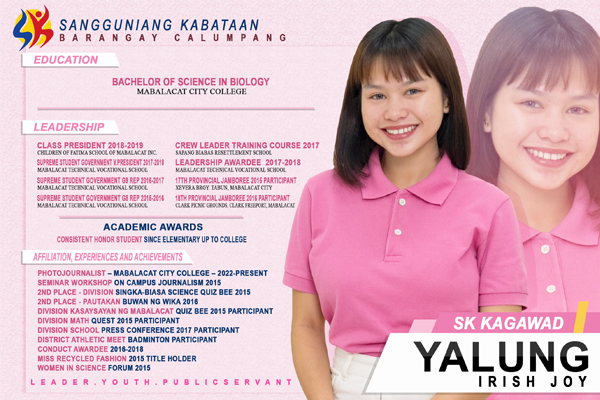 SANGGUNIANG KABATAAN
BARANGAY CALUMPANG
EDUCATION
BACHELOR OF SCIENCE IN BIOLOGY
MABALACAT CITY COLLEGE
LEADERSHIP
CLASS PRESIDENT 2018-2019
CHILDREN OF FATIMA SCHOOL OF MABALACAT INC.
SUPREME STUDENT GOVERNMENT V.PRESIDENT 2017-2018
MABALACAT TECHNICAL VOCATIONAL SCHOOL
SUPREME STUDENT GOVERNMENT G9 REP 2016-2017
MABALACAT TECHNICAL VOCATIONAL SCHOOL
SUPREME STUDENT GOVERNMENT G8 REP 2015-2016
MABALACAT TECHNICAL VOCATIONAL SCHOOL
CREW LEADER TRAINING COURSE 2017
SAPANG BIABAS RESETTLEMENT SCHOOL
LEADERSHIP AWARDEE 2017-2018
MABALACAT TECHNICAL VOCATIONAL SCHOOL
17TH PROVINCIAL JAMBOREE 2015 PARTICIPANT
XEVERA BRGY. TABUN, MABALACAT CITY
18TH PROVINCIAL JAMBOREE 2016 PARTICIPANT
CLARK PICNIC GROUNDS. CLARK FREEPORT, MABALACAT
ACADEMIC AWARDS
CONSISTENT HONOR STUDENT SINCE ELEMENTARY UP TO COLLEGE
AFFILIATION, EXPERIENCES AND ACHIEVEMENTS
PHOTOJOURNALIST – MABALACAT CITY COLLEGE – 2022-PRESENT
SEMINAR WORKSHOP ON CAMPUS JOURNALISM 2015
2ND PLACE - DIVISION SINGKA-BIASA SCIENCE QUIZ BEE 2015
2ND PLACE - PAUTAKAN BUWAN NG WIKA 2016
DIVISION KASAYSAYAN NG MABALACAT QUIZ BEE 2015 PARTICIPANT
DIVISION MATH QUEST 2015 PARTICIPANT
DIVISION SCHOOL PRESS CONFERENCE 2017 PARTICIPANT
DISTRICT ATHLETIC MEET BADMINTON PARTICIPANT
CONDUCT AWARDEE 2016-2018
MISS RECYCLED FASHION 2015 TITLE HOLDER
WOMEN IN SCIENCE FORUM 2015
LEADER.YOUTH.PUBLICSERVANT
SK KAGAWAD
YALUNG
IRISH JOY